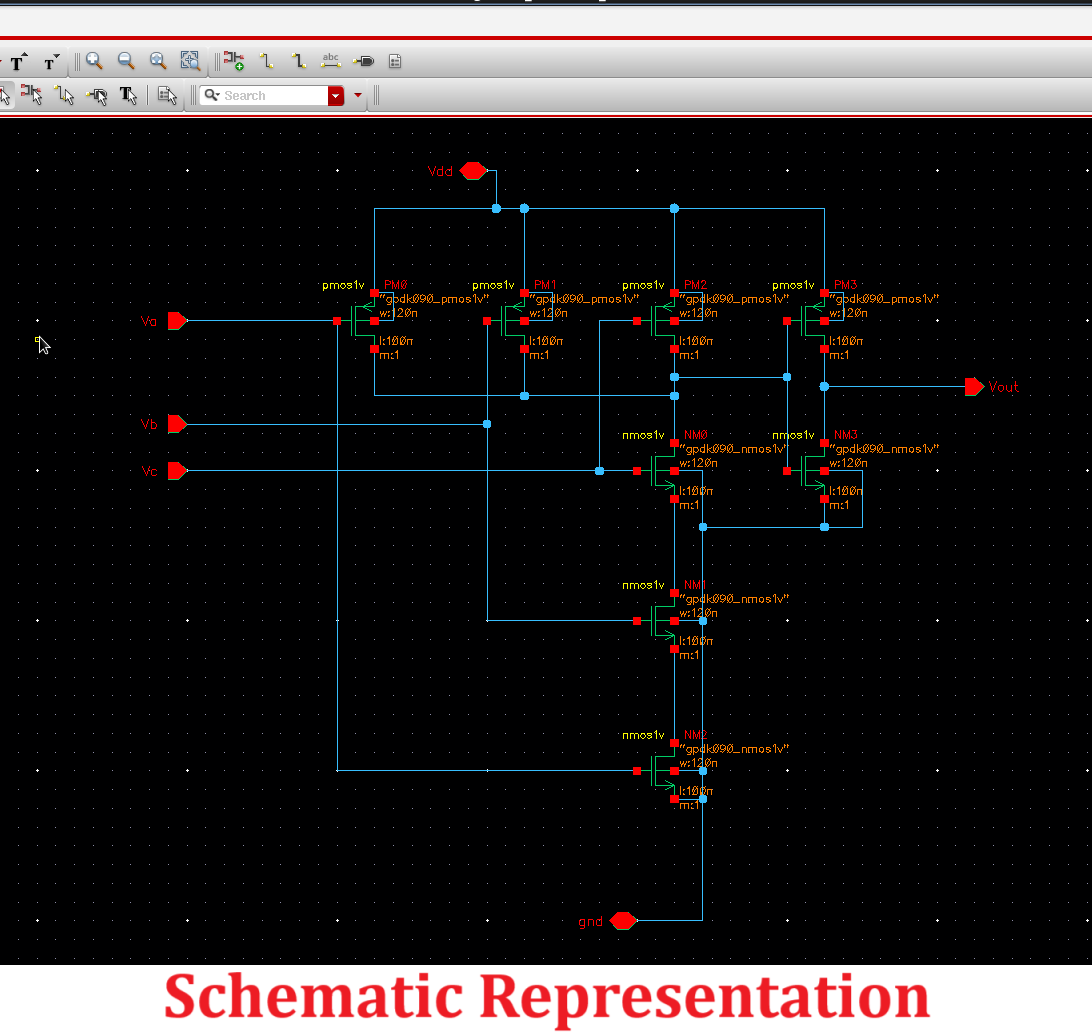 abc
Search
Vdd
pmos1v PM0 pmos1v PM1 pmos1v PM2 pmos1v PM3
"gpdk090_pmos1v" "gpdk090_pmos1v" "gpdk090_pmos1v" "gpdk090_pmos1v"
w:120n w:120n w:120n w:120n
Va
l:100n l:100n l:100n l:100n
m:1 m:1 m:1 m:1
Vout
Vb
nmos1v NM0 nmos1v NM3
"gpdk090_nmos1v" "gpdk090_nmos1v"
w:120n w:120n
Vc
l:100n l:100n
m:1 m:1
nmos1v NM1
"gpdk090_nmos1v"
w:120n
l:100n
m:1
nmos1v NM2
"gpdk090_nmos1v"
w:120n
l:100n
m:1
gnd
Schematic Representation